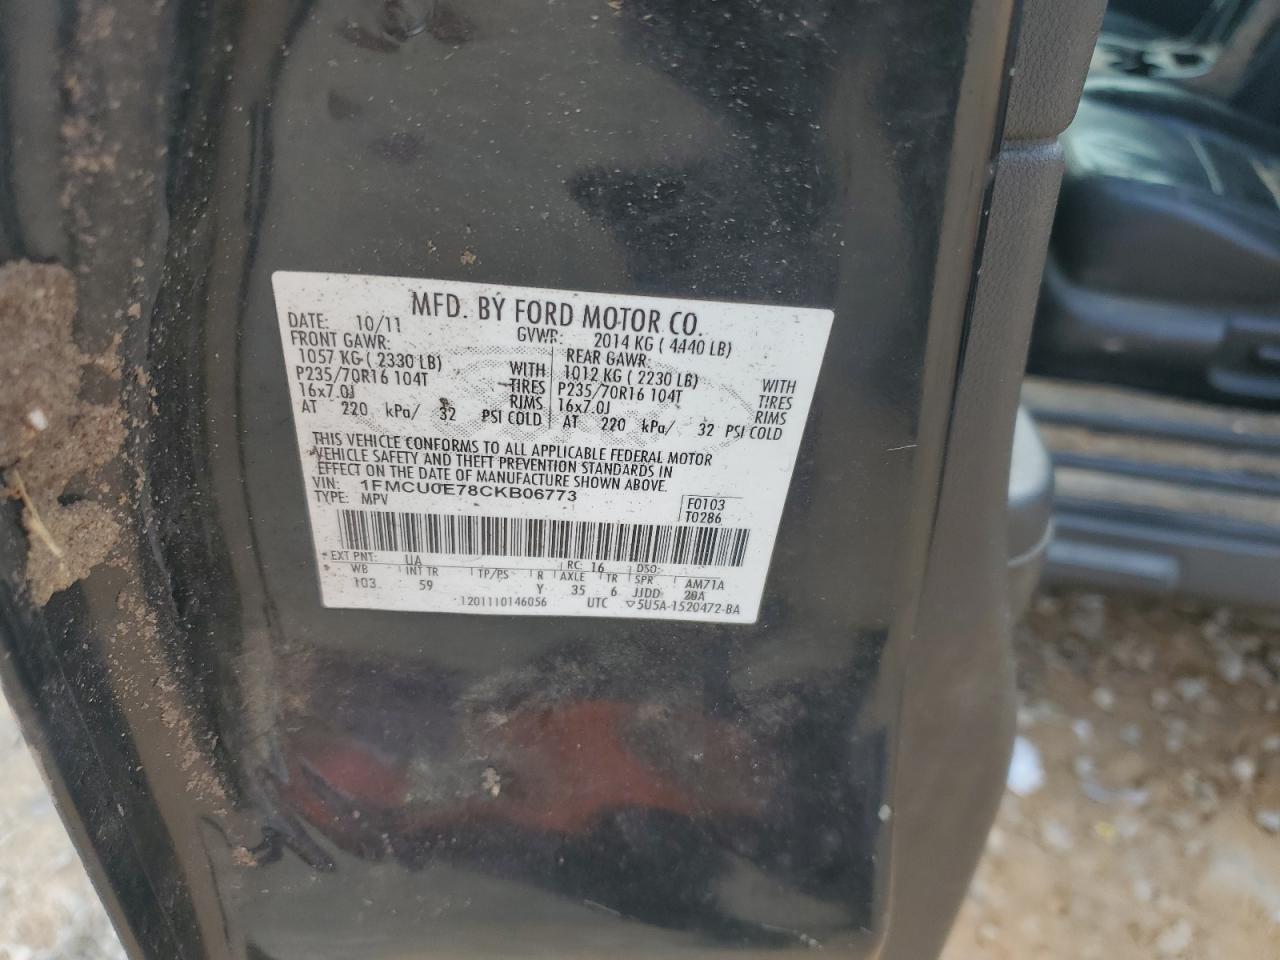 MFD. BY FORD MOTOR CO.
DATE: 10/11 GVWR: 2014 KG ( 4440 LB)
FRONT GAWR: REAR GAWR:
1057 KG ( 2330 LB) WITH 1012 KG ( 2230 LB) WITH
P235/70R16 104T TIRES P235/70R16 104T TIRES
16x7.0J RIMS 16x7.0J RIMS
AT 220 kPa/ 32 PSI COLD AT 220 kPa/ 32 PSI COLD
THIS VEHICLE CONFORMS TO ALL APPLICABLE FEDERAL MOTOR
VEHICLE SAFETY AND THEFT PREVENTION STANDARDS IN
EFFECT ON THE DATE OF MANUFACTURE SHOWN ABOVE.
VIN: 1FMCU0E78CKB06773 F0103
TYPE: MPV T0286
EXT PNT: UA RC: 16 DSO:
WB INT TR TP/PS R AXLE TR SPR AM71A
103 59 Y 35 6 JJDD 20A
1201110146056 UTC ▽5U5A-1520472-BA